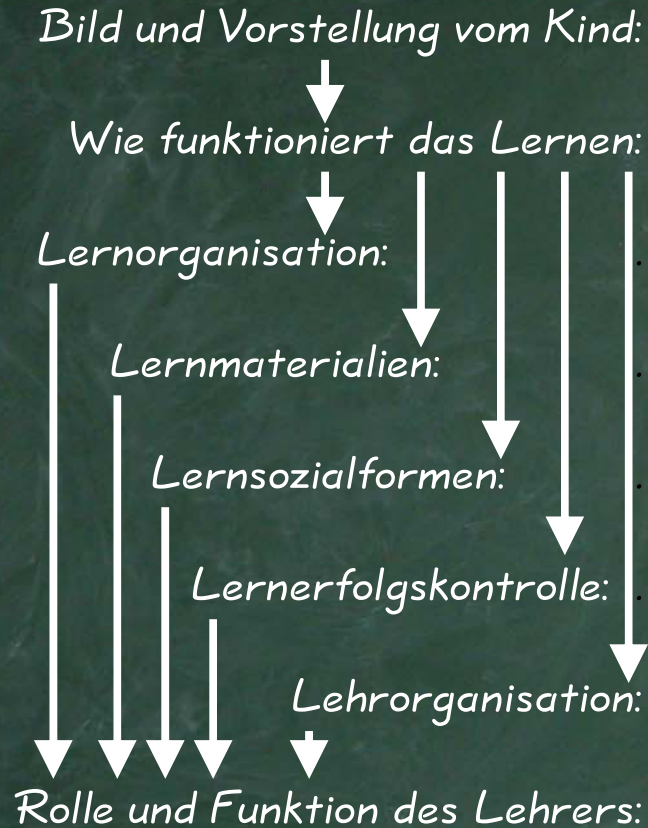 Bild und Vorstellung vom Kind:
Wie funktioniert das Lernen:
Lernorganisation:
Lernmaterialien:
Lernsozialformen:
Lernerfolgskontrolle:
Lehrorganisation:
Rolle und Funktion des Lehrers: